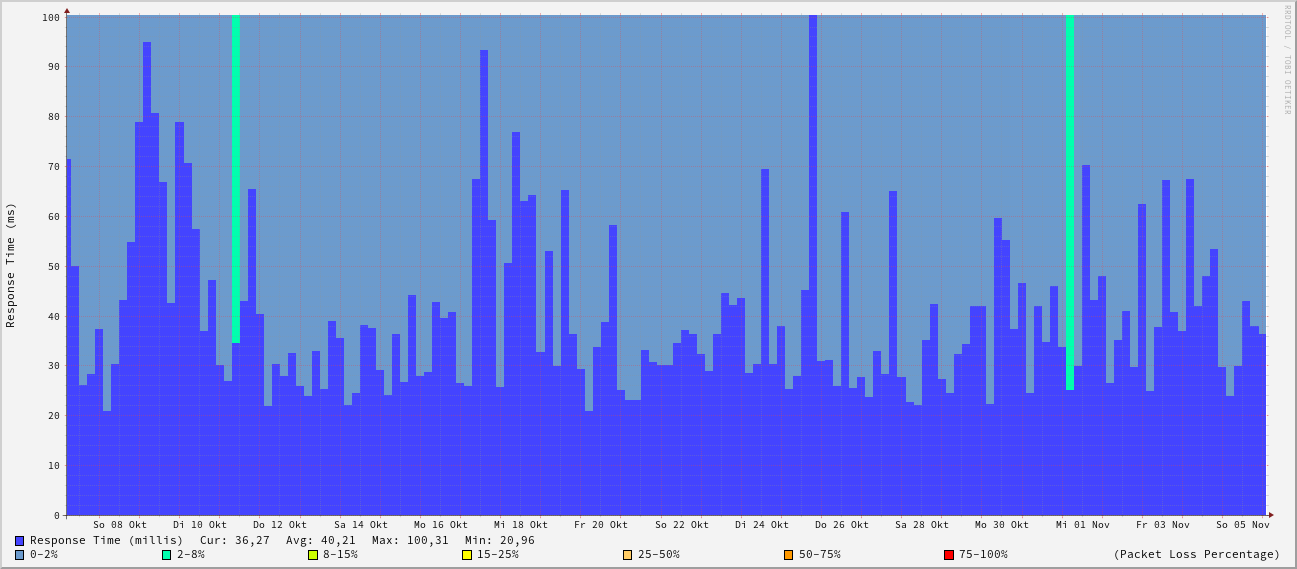 RRDTOOL / TOBI OETIKER
Response Time (ms)
100
90
80
70
60
50
40
30
20
10
0
So 08 Okt Di 10 Okt Do 12 Okt Sa 14 Okt Mo 16 Okt Mi 18 Okt Fr 20 Okt So 22 Okt Di 24 Okt Do 26 Okt Sa 28 Okt Mo 30 Okt Mi 01 Nov Fr 03 Nov So 05 Nov
Response Time (millis) Cur: 36,27 Avg: 40,21 Max: 100,31 Min: 20,96
0-2% 2-8% 8-15% 15-25% 25-50% 50-75% 75-100% (Packet Loss Percentage)